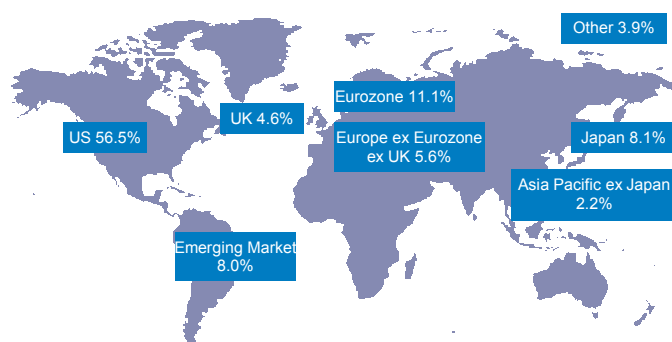 Other 3.9%
Eurozone 11.1%
UK 4.6%
US 56.5%
Europe ex Eurozone
ex UK 5.6%
Japan 8.1%
Asia Pacific ex Japan
2.2%
Emerging Market
8.0%